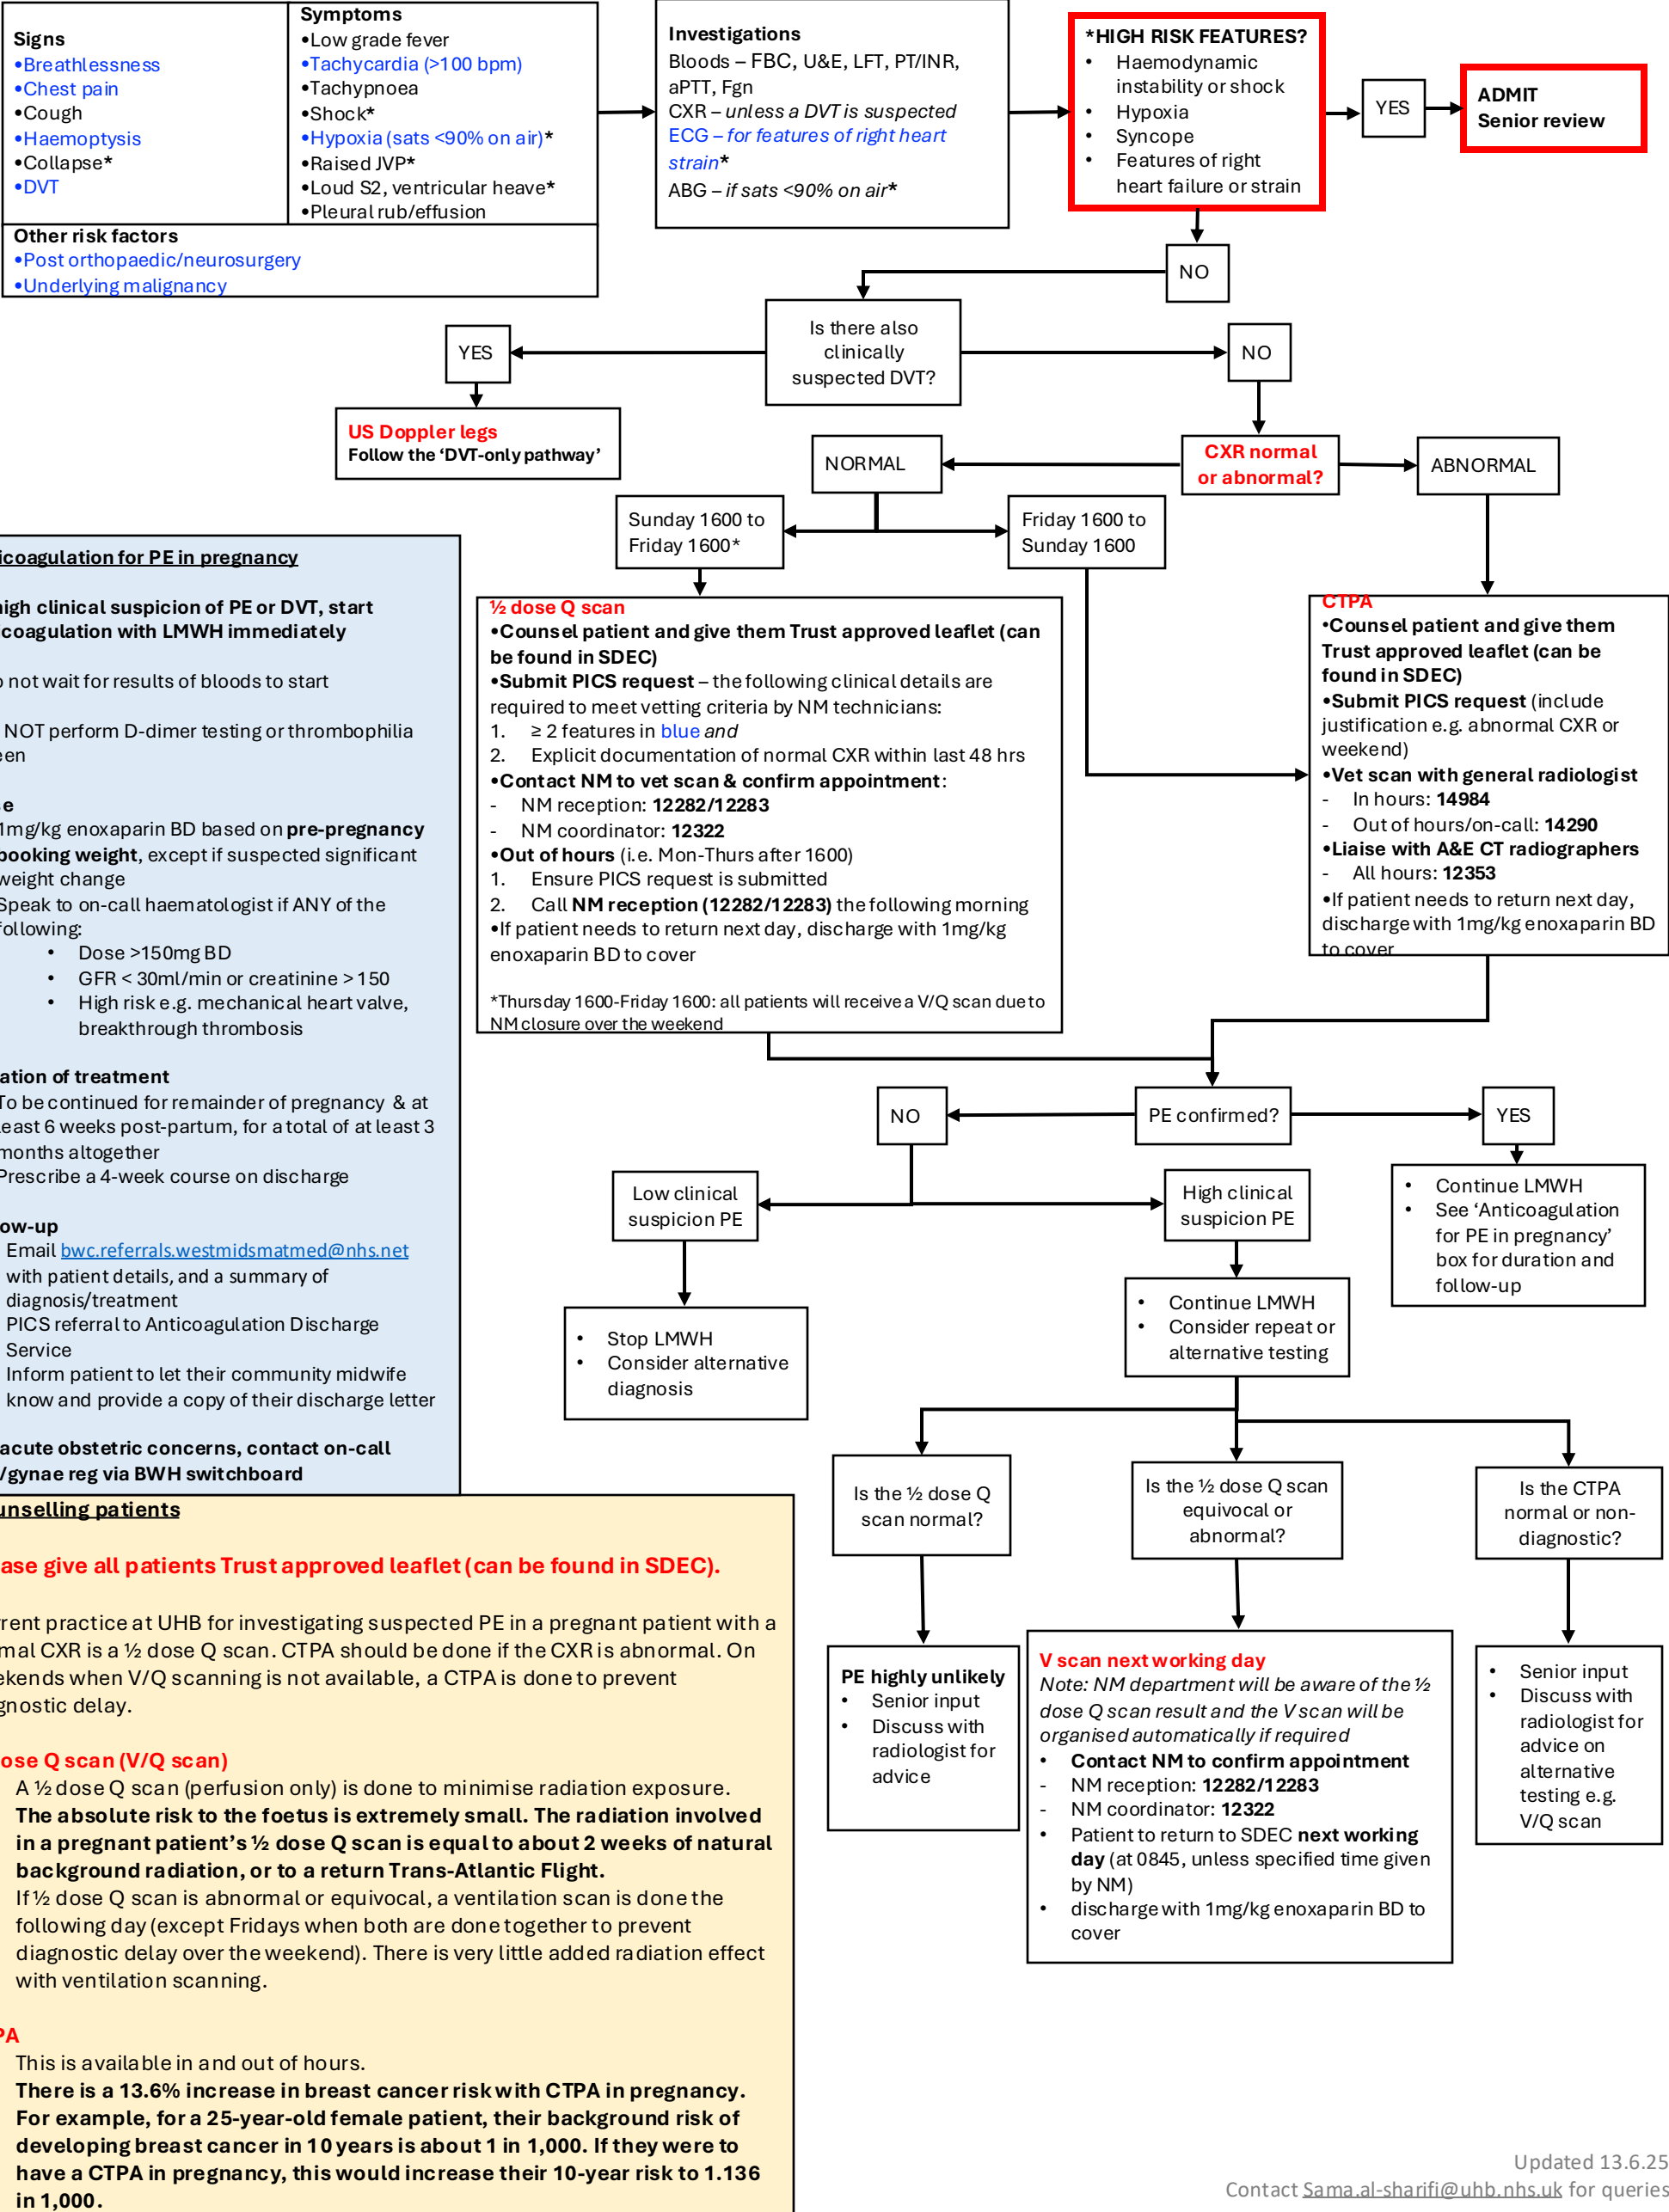 Signs
•Breathlessness
•Chest pain
•Cough
•Haemoptysis
•Collapse*
•DVT
Symptoms
•Low grade fever
•Tachycardia (>100 bpm)
•Tachypnoea
•Shock*
•Hypoxia (sats <90% on air)*
•Raised JVP*
•Loud S2, ventricular heave*
•Pleural rub/effusion
Other risk factors
•Post orthopaedic/neurosurgery
•Underlying malignancy
Investigations
Bloods – FBC, U&E, LFT, PT/INR,
aPTT, Fgn
CXR – unless a DVT is suspected
ECG – for features of right heart
strain*
ABG – if sats <90% on air*
*HIGH RISK FEATURES?
• Haemodynamic
instability or shock
• Hypoxia
• Syncope
• Features of right
heart failure or strain
YES
ADMIT
Senior review
NO
Is there also
clinically
suspected DVT?
YES
NO
US Doppler legs
Follow the ‘DVT-only pathway’
NORMAL
CXR normal
or abnormal?
ABNORMAL
Sunday 1600 to
Friday 1600*
Friday 1600 to
Sunday 1600
½ dose Q scan
•Counsel patient and give them Trust approved leaflet (can
be found in SDEC)
•Submit PICS request – the following clinical details are
required to meet vetting criteria by NM technicians:
1. ≥ 2 features in blue and
2. Explicit documentation of normal CXR within last 48 hrs
•Contact NM to vet scan & confirm appointment:
- NM reception: 12282/12283
- NM coordinator: 12322
•Out of hours (i.e. Mon-Thurs after 1600)
1. Ensure PICS request is submitted
2. Call NM reception (12282/12283) the following morning
•If patient needs to return next day, discharge with 1mg/kg
enoxaparin BD to cover
*Thursday 1600-Friday 1600: all patients will receive a V/Q scan due to
NM closure over the weekend
CTPA
•Counsel patient and give them
Trust approved leaflet (can be
found in SDEC)
•Submit PICS request (include
justification e.g. abnormal CXR or
weekend)
•Vet scan with general radiologist
- In hours: 14984
- Out of hours/on-call: 14290
•Liaise with A&E CT radiographers
- All hours: 12353
•If patient needs to return next day,
discharge with 1mg/kg enoxaparin BD
to cover
icoagulation for PE in pregnancy
high clinical suspicion of PE or DVT, start
icoagulation with LMWH immediately
o not wait for results of bloods to start
NOT perform D-dimer testing or thrombophilia
een
se
1mg/kg enoxaparin BD based on pre-pregnancy
booking weight, except if suspected significant
weight change
Speak to on-call haematologist if ANY of the
following:
• Dose >150mg BD
• GFR < 30ml/min or creatinine > 150
• High risk e.g. mechanical heart valve,
breakthrough thrombosis
ation of treatment
To be continued for remainder of pregnancy & at
least 6 weeks post-partum, for a total of at least 3
months altogether
Prescribe a 4-week course on discharge
ow-up
Email bwc.referrals.westmidsmatmed@nhs.net
with patient details, and a summary of
diagnosis/treatment
PICS referral to Anticoagulation Discharge
Service
Inform patient to let their community midwife
know and provide a copy of their discharge letter
acute obstetric concerns, contact on-call
/gynae reg via BWH switchboard
PE confirmed?
NO
YES
Low clinical
suspicion PE
High clinical
suspicion PE
• Continue LMWH
• See ‘Anticoagulation
for PE in pregnancy’
box for duration and
follow-up
• Stop LMWH
• Consider alternative
diagnosis
• Continue LMWH
• Consider repeat or
alternative testing
Is the ½ dose Q
scan normal?
Is the ½ dose Q scan
equivocal or
abnormal?
Is the CTPA
normal or non-
diagnostic?
PE highly unlikely
• Senior input
• Discuss with
radiologist for
advice
V scan next working day
Note: NM department will be aware of the ½
dose Q scan result and the V scan will be
organised automatically if required
• Contact NM to confirm appointment
- NM reception: 12282/12283
- NM coordinator: 12322
• Patient to return to SDEC next working
day (at 0845, unless specified time given
by NM)
• discharge with 1mg/kg enoxaparin BD to
cover
• Senior input
• Discuss with
radiologist for
advice on
alternative
testing e.g.
V/Q scan
unselling patients
ase give all patients Trust approved leaflet (can be found in SDEC).
rrent practice at UHB for investigating suspected PE in a pregnant patient with a
mal CXR is a ½ dose Q scan. CTPA should be done if the CXR is abnormal. On
ekends when V/Q scanning is not available, a CTPA is done to prevent
gnostic delay.
ose Q scan (V/Q scan)
A ½ dose Q scan (perfusion only) is done to minimise radiation exposure.
The absolute risk to the foetus is extremely small. The radiation involved
in a pregnant patient’s ½ dose Q scan is equal to about 2 weeks of natural
background radiation, or to a return Trans-Atlantic Flight.
If ½ dose Q scan is abnormal or equivocal, a ventilation scan is done the
following day (except Fridays when both are done together to prevent
diagnostic delay over the weekend). There is very little added radiation effect
with ventilation scanning.
PA
This is available in and out of hours.
There is a 13.6% increase in breast cancer risk with CTPA in pregnancy.
For example, for a 25-year-old female patient, their background risk of
developing breast cancer in 10 years is about 1 in 1,000. If they were to
have a CTPA in pregnancy, this would increase their 10-year risk to 1.136
in 1,000.
Updated 13.6.25
Contact Sama.al-sharifi@uhb.nhs.uk for queries